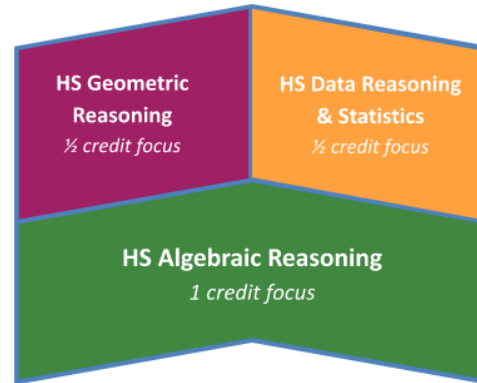 HS Geometric
Reasoning
½ credit focus
HS Data Reasoning
& Statistics
½ credit focus
HS Algebraic Reasoning
1 credit focus